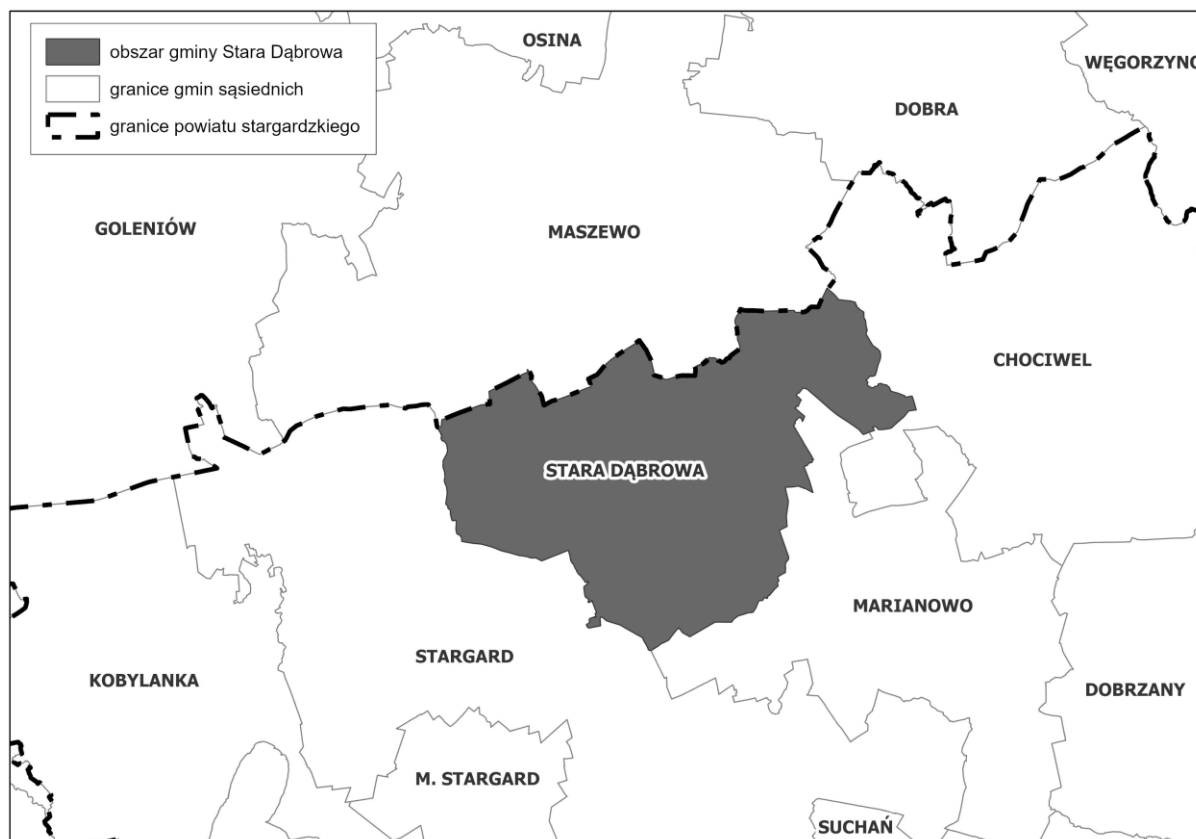 obszar gminy Stara Dąbrowa
granice gmin sąsiednich
granice powiatu stargardzkiego
OSINA
WĘGORZYNO
DOBRA
GOLENIÓW
MASZEWO
CHOCIWEL
STARA DĄBROWA
MARIANOWO
STARGARD
KOBYLANKA
DOBRZANY
M. STARGARD
SUCHAŃ